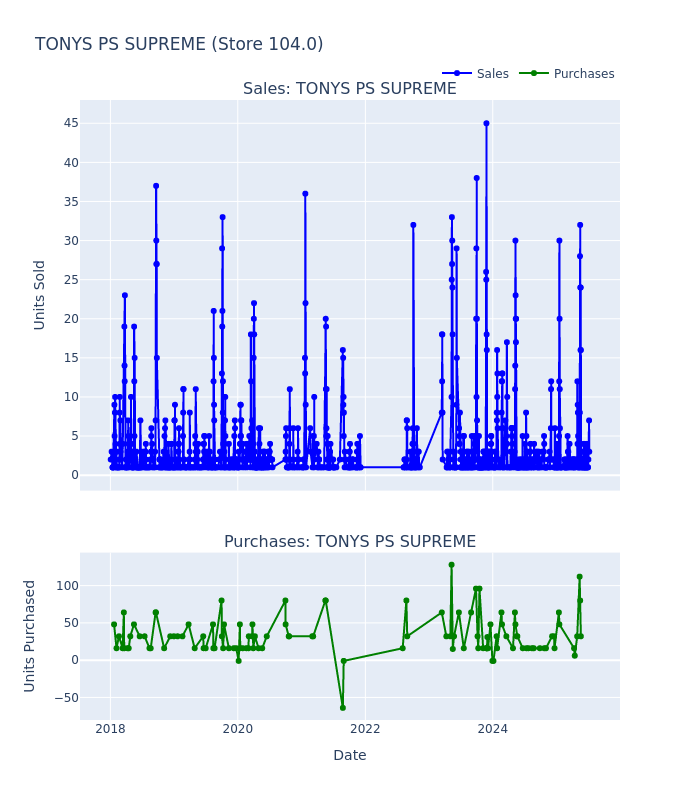 TONYS PS SUPREME (Store 104.0)
Sales
Purchases
Sales: TONYS PS SUPREME
45
40
35
30
25
20
15
10
5
0
Units Sold
Purchases: TONYS PS SUPREME
100
50
0
−50
Units Purchased
2018
2020
2022
2024
Date